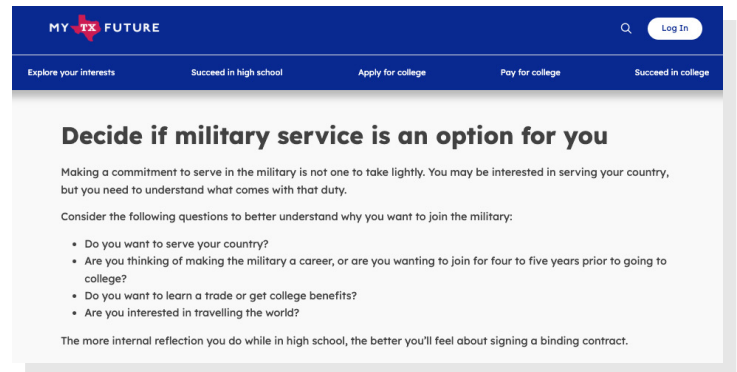 MY TX FUTURE
Log In
Explore your interests Succeed in high school Apply for college Pay for college Succeed in college
Decide if military service is an option for you
Making a commitment to serve in the military is not one to take lightly. You may be interested in serving your country,
but you need to understand what comes with that duty.
Consider the following questions to better understand why you want to join the military:
• Do you want to serve your country?
• Are you thinking of making the military a career, or are you wanting to join for four to five years prior to going to
college?
• Do you want to learn a trade or get college benefits?
• Are you interested in travelling the world?
The more internal reflection you do while in high school, the better you'll feel about signing a binding contract.